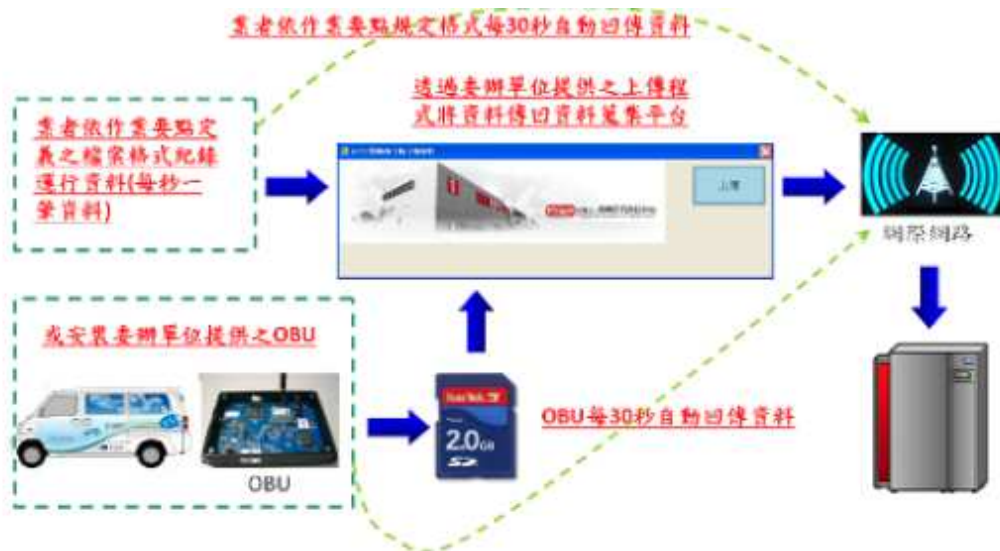 業者依作業要點規定格式每30秒自動回傳資料
透過委辦單位提供之上傳程
式將資料傳回資料蒐集平台
業者依作業要點定
義之檔案格式紀錄
運行資料(每秒一
筆資料)
上傳
網際網路
或安裝委辦單位提供之OBU
OBU
SanDisk
2.0GB
SD
OBU每30秒自動回傳資料